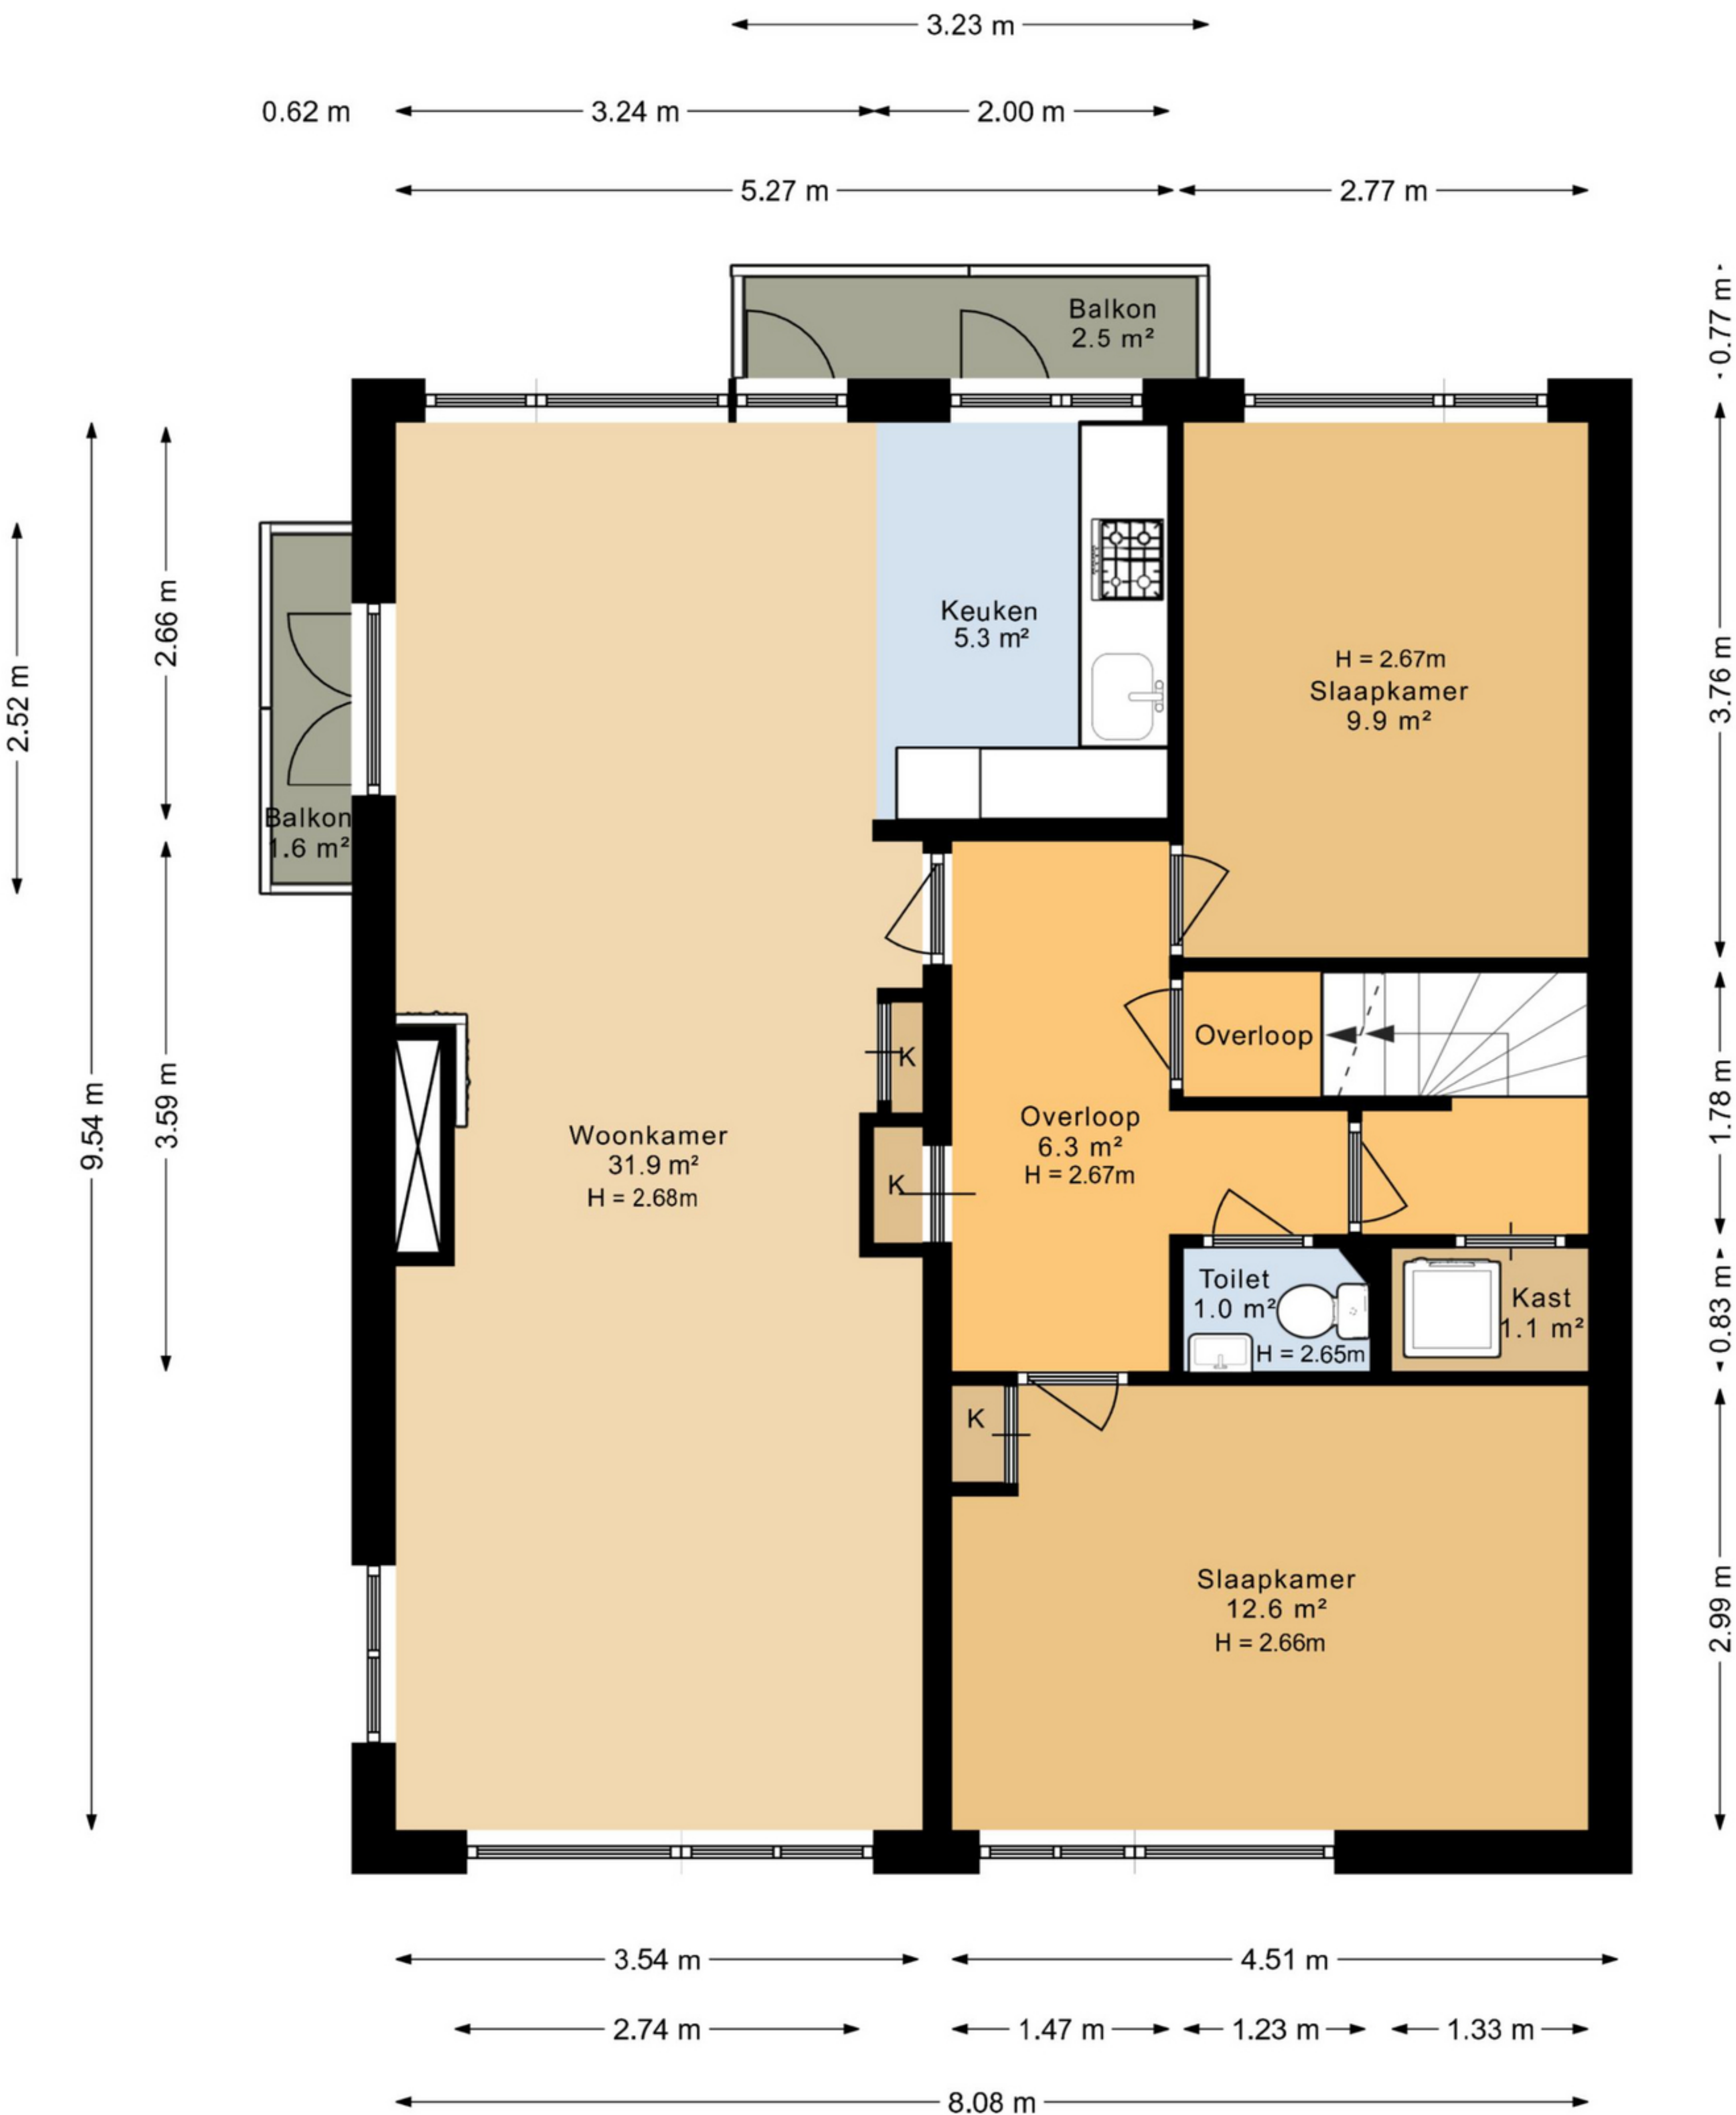 3.23 m
0.62 m
3.24 m
2.00 m
5.27 m
2.77 m
Balkon
2.5 m²
0.77 m
2.52 m
9.54 m
2.66 m
3.59 m
Balkon
1.6 m²
Keuken
5.3 m²
H = 2.67m
Slaapkamer
9.9 m²
3.76 m
K
K
Overloop
Woonkamer
31.9 m²
H = 2.68m
Overloop
6.3 m²
H = 2.67m
1.78 m
Toilet
1.0 m²
H = 2.65m
Kast
1.1 m²
0.83 m
K
Slaapkamer
12.6 m²
H = 2.66m
2.99 m
3.54 m
4.51 m
2.74 m
1.47 m
1.23 m
1.33 m
8.08 m